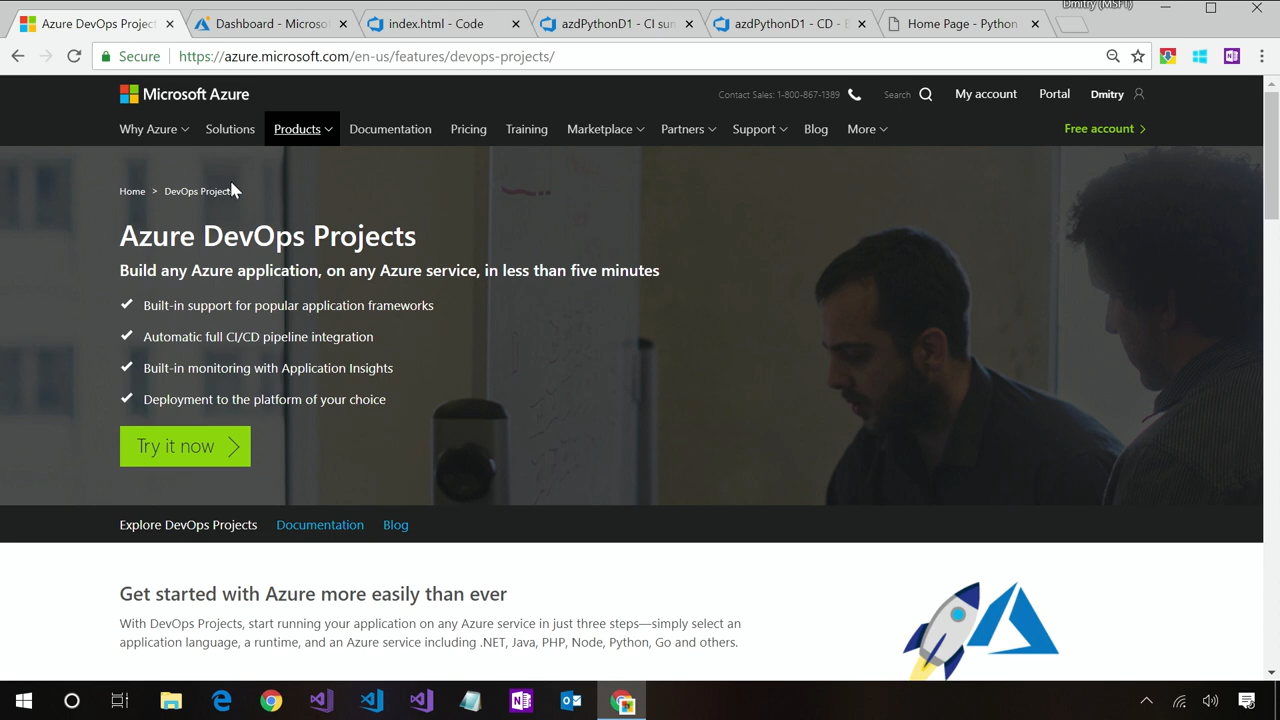 Dmitry (MSFT)
Azure DevOps Project
Dashboard - Microso
index.html - Code
azdPythonD1 - CI sum
azdPythonD1 - CD - 
Home Page - Python
Secure
https://azure.microsoft.com/en-us/features/devops-projects/
Microsoft Azure
Contact Sales: 1-800-867-1389
Search
My account
Portal
Dmitry
Why Azure
Solutions
Products
Documentation
Pricing
Training
Marketplace
Partners
Support
Blog
More
Free account
Home > DevOps Projects
Azure DevOps Projects
Build any Azure application, on any Azure service, in less than five minutes
Built-in support for popular application frameworks
Automatic full CI/CD pipeline integration
Built-in monitoring with Application Insights
Deployment to the platform of your choice
Try it now
Explore DevOps Projects
Documentation
Blog
Get started with Azure more easily than ever
With DevOps Projects, start running your application on any Azure service in just three steps—simply select an
application language, a runtime, and an Azure service including .NET, Java, PHP, Node, Python, Go and others.